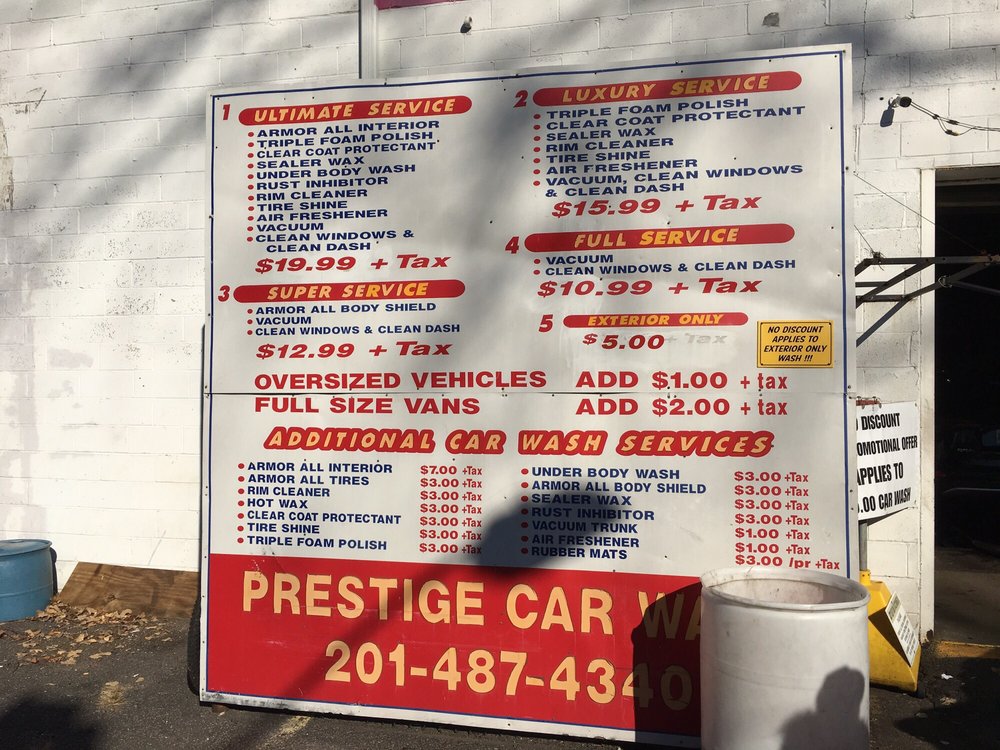 1 ULTIMATE SERVICE
• ARMOR ALL INTERIOR
• TRIPLE FOAM POLISH
• CLEAR COAT PROTECTANT
• SEALER WAX
• UNDER BODY WASH
• RUST INHIBITOR
• RIM CLEANER
• TIRE SHINE
• AIR FRESHENER
• VACUUM
• CLEAN WINDOWS &
CLEAN DASH
$19.99 + Tax
2 LUXURY SERVICE
• TRIPLE FOAM POLISH
• CLEAR COAT PROTECTANT
• SEALER WAX
• RIM CLEANER
• TIRE SHINE
• AIR FRESHENER
• VACUUM, CLEAN WINDOWS
& CLEAN DASH
$15.99 + Tax
3 SUPER SERVICE
• ARMOR ALL BODY SHIELD
• VACUUM
• CLEAN WINDOWS & CLEAN DASH
$12.99 + Tax
4 FULL SERVICE
• VACUUM
• CLEAN WINDOWS & CLEAN DASH
$10.99 + Tax
5 EXTERIOR ONLY
$5.00 + Tax
NO DISCOUNT
APPLIES TO
EXTERIOR ONLY
WASH !!!
OVERSIZED VEHICLES ADD $1.00 + tax
FULL SIZE VANS ADD $2.00 + tax
ADDITIONAL CAR WASH SERVICES
• ARMOR ALL INTERIOR $7.00 +Tax
• ARMOR ALL TIRES $3.00 +Tax
• RIM CLEANER $3.00 +Tax
• HOT WAX $3.00 +Tax
• CLEAR COAT PROTECTANT $3.00 +Tax
• TIRE SHINE $3.00 +Tax
• TRIPLE FOAM POLISH $3.00 +Tax
• UNDER BODY WASH $3.00 +Tax
• ARMOR ALL BODY SHIELD $3.00 +Tax
• SEALER WAX $3.00 +Tax
• RUST INHIBITOR $3.00 +Tax
• VACUUM TRUNK $1.00 +Tax
• AIR FRESHENER $1.00 +Tax
• RUBBER MATS $3.00 /pr +Tax
PRESTIGE CAR WA
201-487-4340
DISCOUNT
OMOTIONAL OFFER
APPLIES TO
.00 CAR WASH